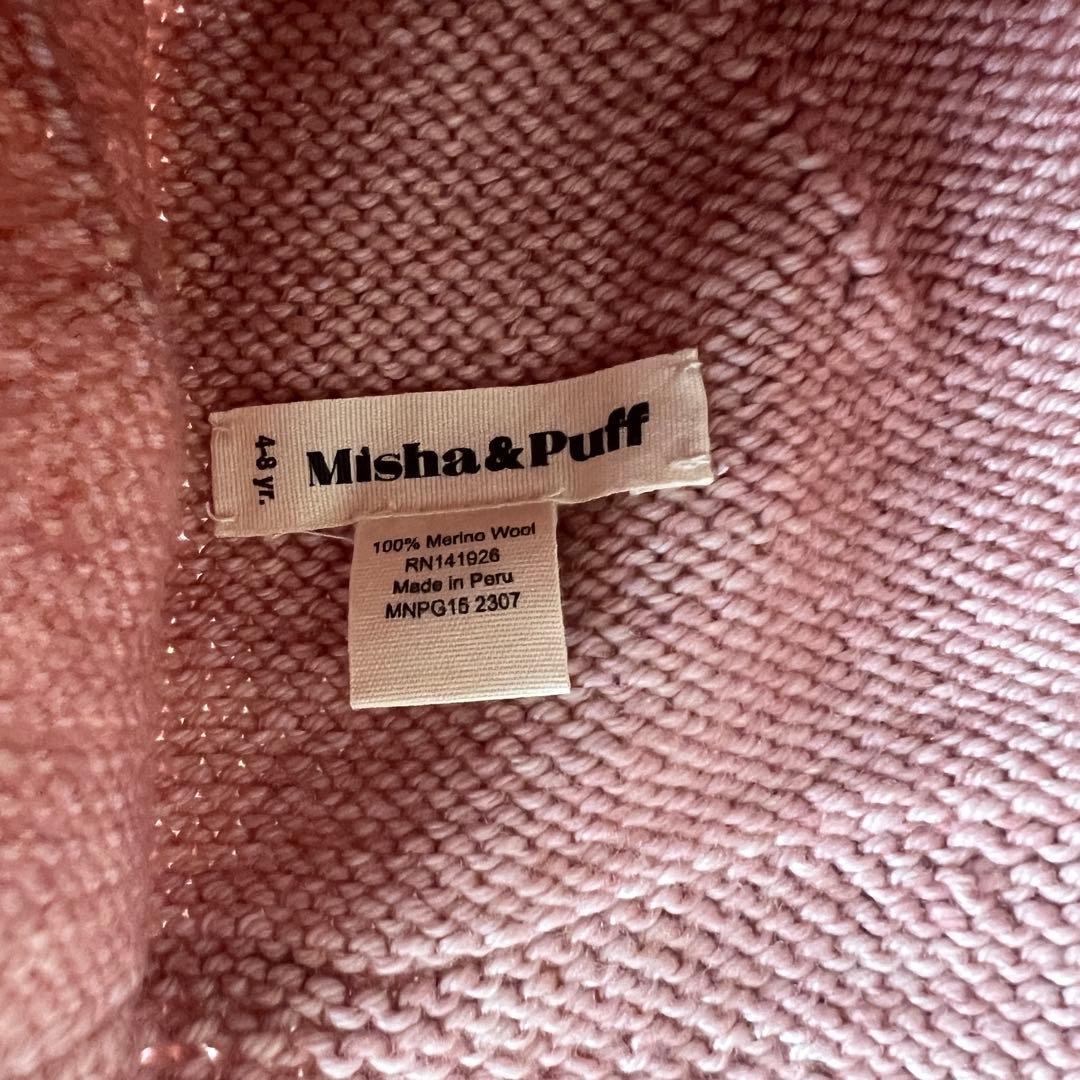 4-8 yr.
Misha&Puff
100% Merino Wool
RN141926
Made in Peru
MNPG15 2307